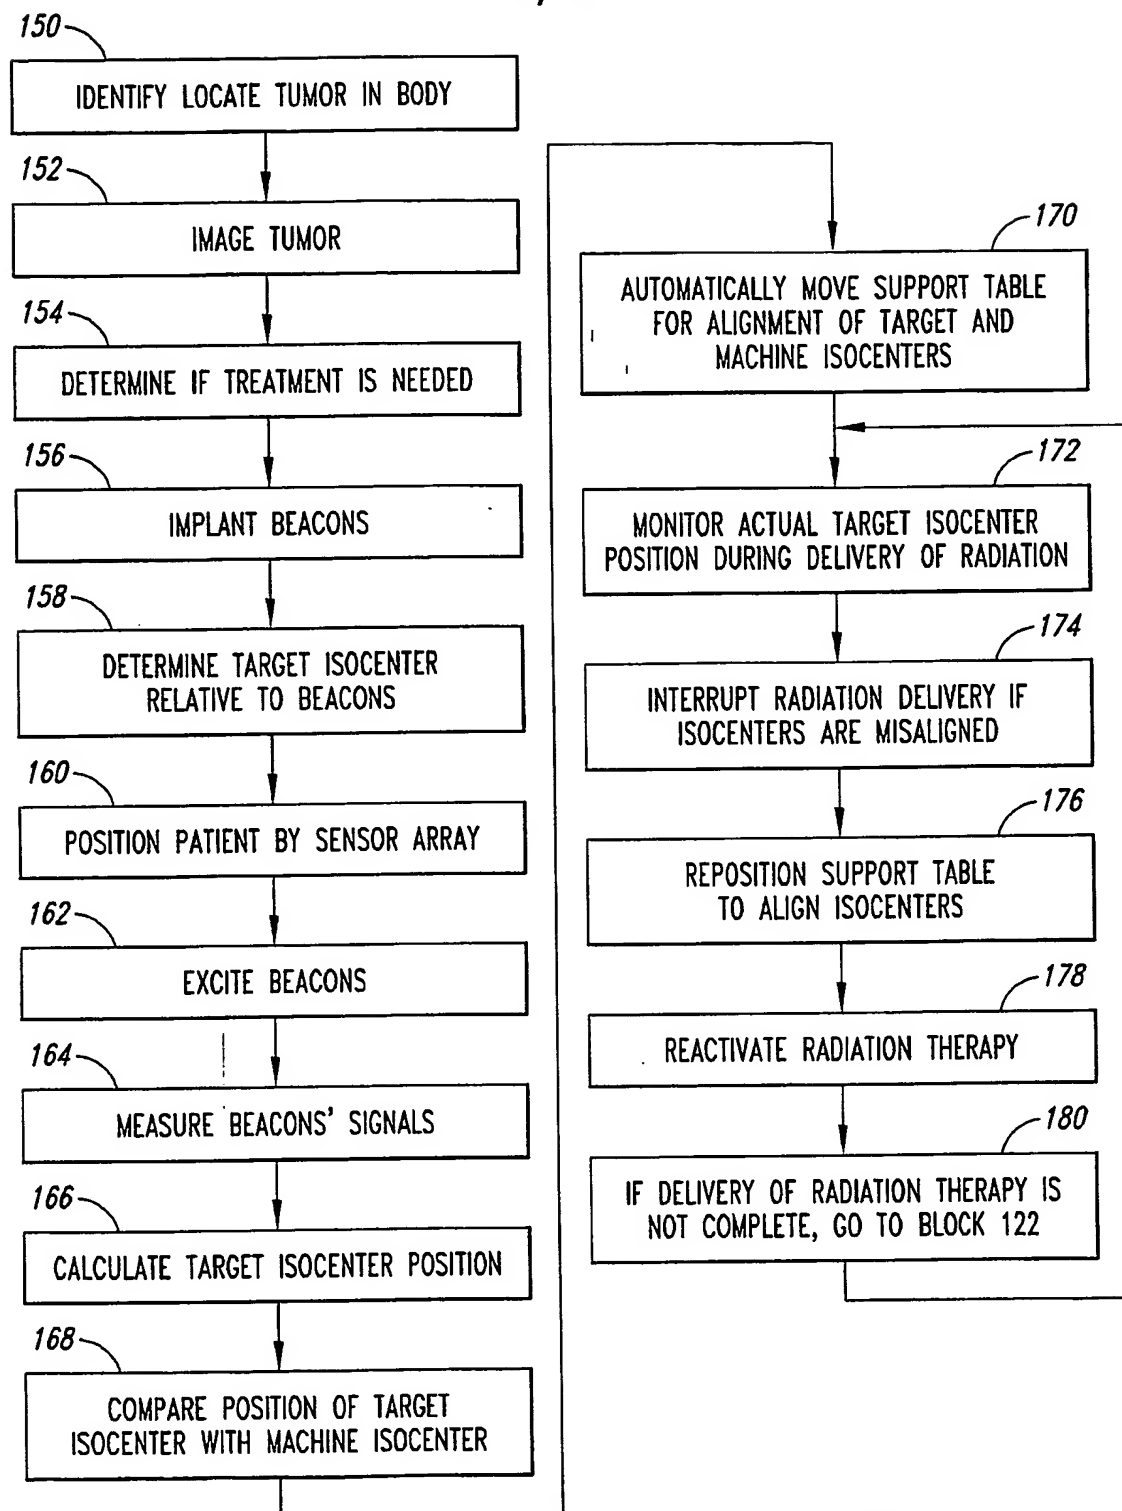 150
IDENTIFY LOCATE TUMOR IN BODY
152
IMAGE TUMOR
154
DETERMINE IF TREATMENT IS NEEDED
156
IMPLANT BEACONS
158
DETERMINE TARGET ISOCENTER
RELATIVE TO BEACONS
160
POSITION PATIENT BY SENSOR ARRAY
162
EXCITE BEACONS
164
MEASURE BEACONS' SIGNALS
166
CALCULATE TARGET ISOCENTER POSITION
168
COMPARE POSITION OF TARGET
ISOCENTER WITH MACHINE ISOCENTER
170
AUTOMATICALLY MOVE SUPPORT TABLE
FOR ALIGNMENT OF TARGET AND
MACHINE ISOCENTERS
172
MONITOR ACTUAL TARGET ISOCENTER
POSITION DURING DELIVERY OF RADIATION
174
INTERRUPT RADIATION DELIVERY IF
ISOCENTERS ARE MISALIGNED
176
REPOSITION SUPPORT TABLE
TO ALIGN ISOCENTERS
178
REACTIVATE RADIATION THERAPY
180
IF DELIVERY OF RADIATION THERAPY IS
NOT COMPLETE, GO TO BLOCK 122